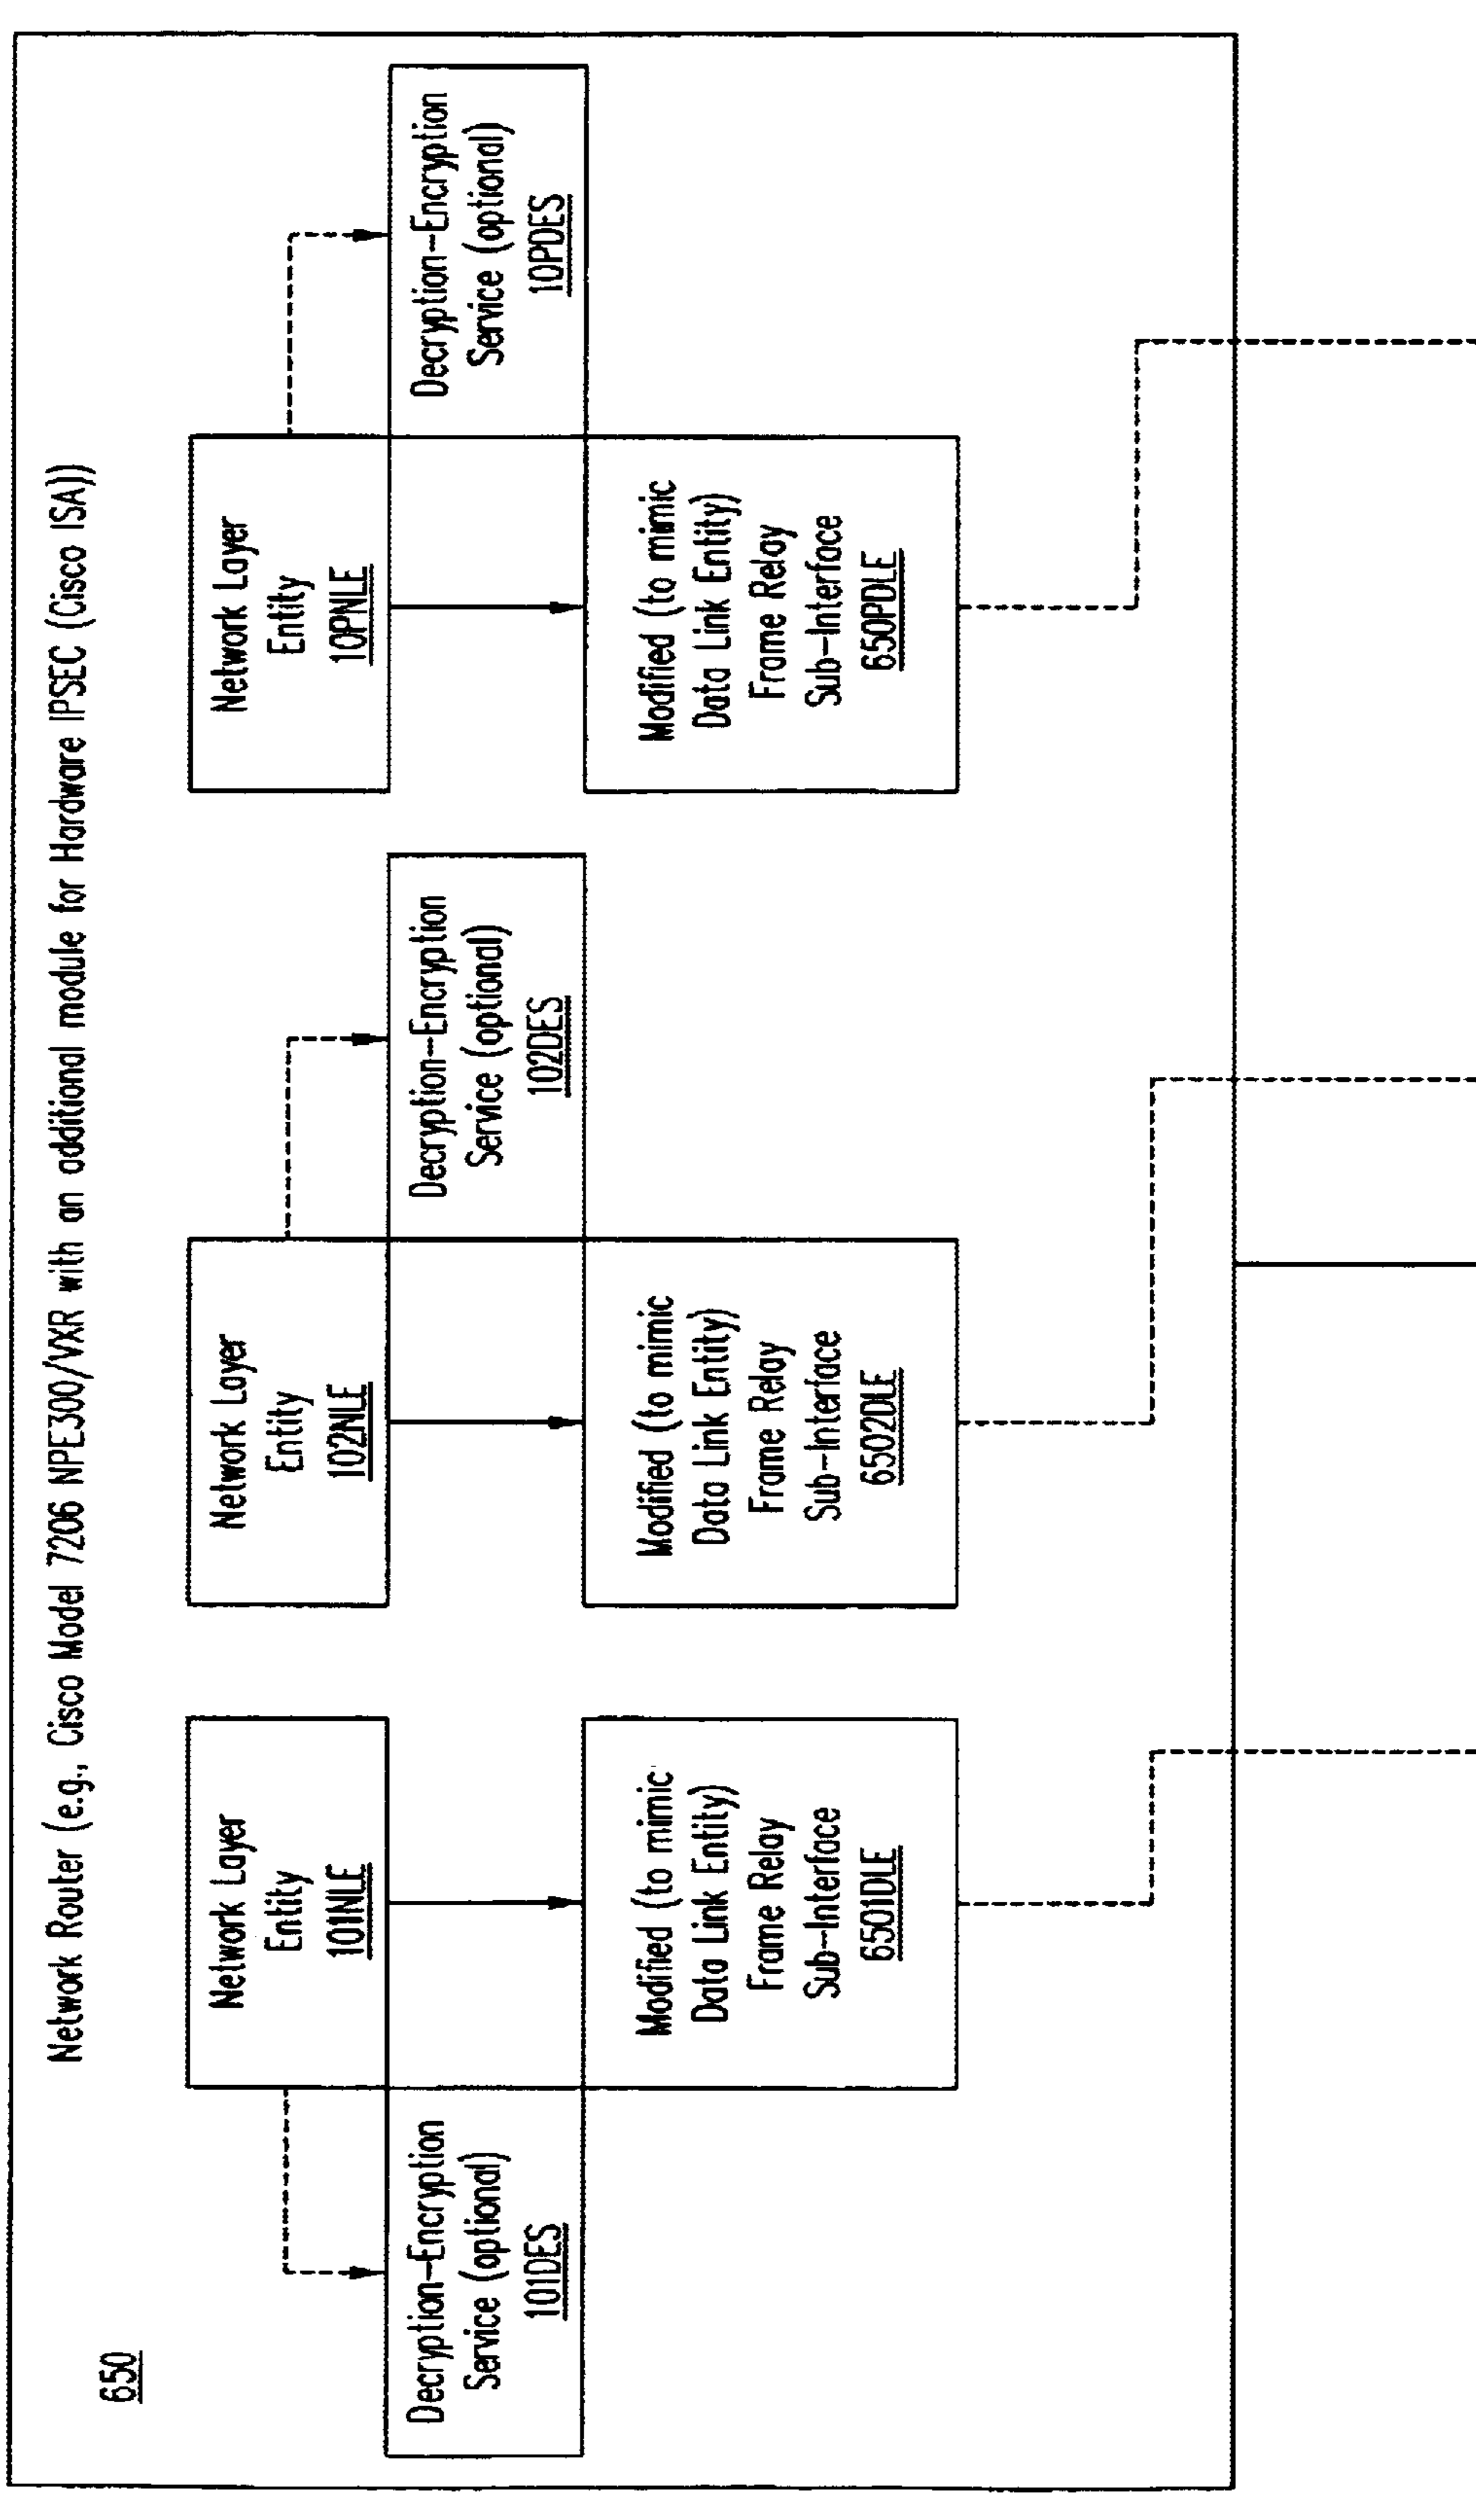 Network Router (e.g., Cisco Model 7206 NPE300/VXR with an additional module for Hardware IPSEC (Cisco ISA))
650
Network Layer
Entity
101NLE
Decryption-Encryption
Service (optional)
101DES
Modified (to mimic
Data Link Entity)
Frame Relay
Sub-Interface
6501DLE
Network Layer
Entity
102NLE
Decryption-Encryption
Service (optional)
102DES
Modified (to mimic
Data Link Entity)
Frame Relay
Sub-Interface
6502DLE
Network Layer
Entity
10PNLE
Decryption-Encryption
Service (optional)
10PDES
Modified (to mimic
Data Link Entity)
Frame Relay
Sub-Interface
650PDLE